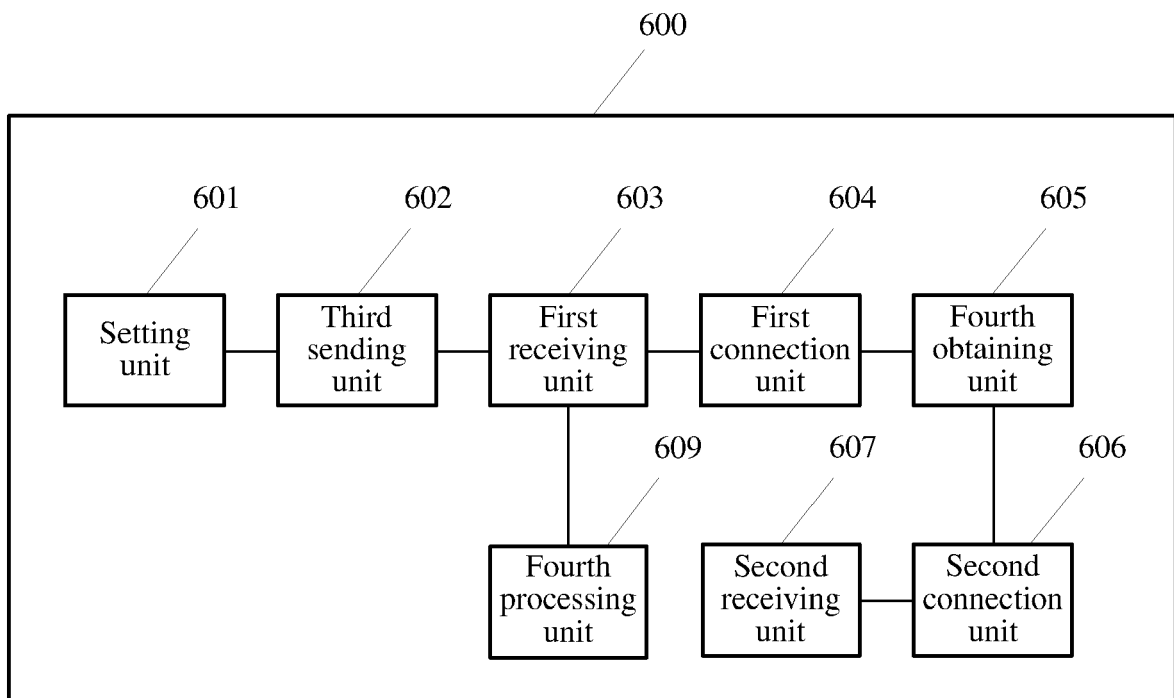 600
601
602
603
604
605
Setting
unit
Third
sending
unit
First
receiving
unit
First
connection
unit
Fourth
obtaining
unit
609
607
606
Fourth
processing
unit
Second
receiving
unit
Second
connection
unit